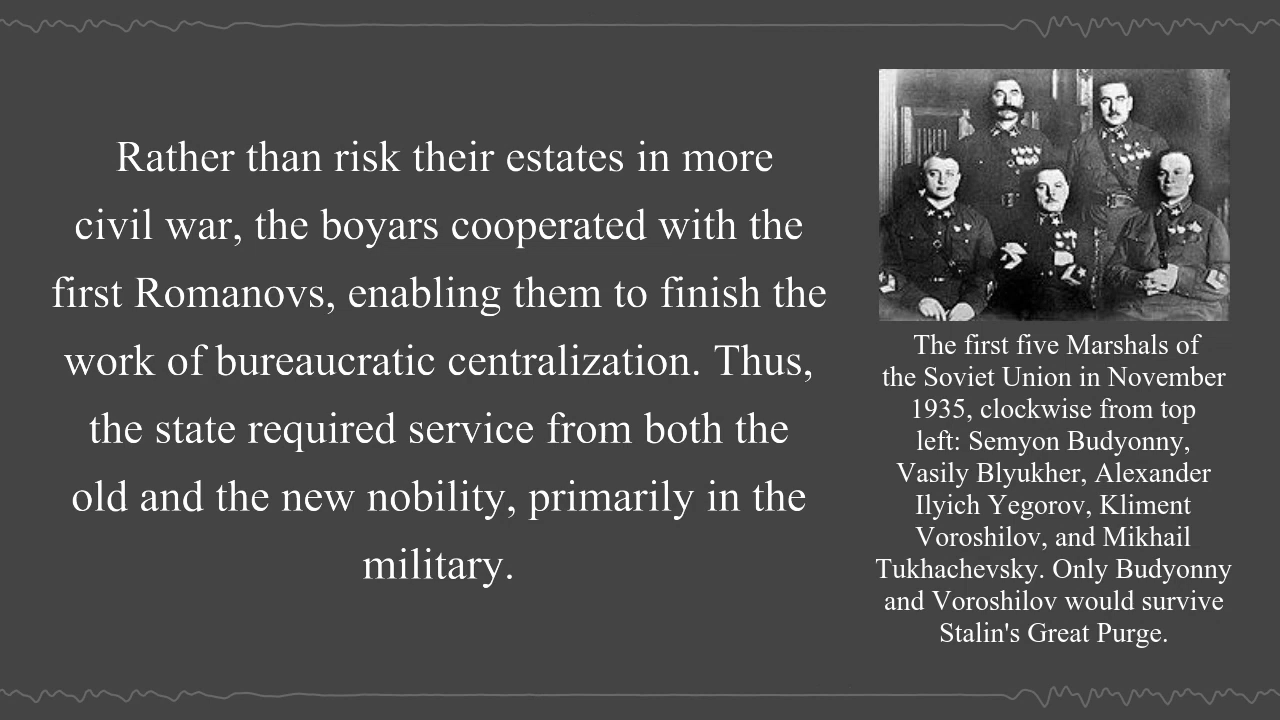 Rather than risk their estates in more
civil war, the boyars cooperated with the
first Romanovs, enabling them to finish the
work of bureaucratic centralization. Thus,
the state required service from both the
old and the new nobility, primarily in the
military.
The first five Marshals of
the Soviet Union in November
1935, clockwise from top
left: Semyon Budyonny,
Vasily Blyukher, Alexander
Ilyich Yegorov, Kliment
Voroshilov, and Mikhail
Tukhachevsky. Only Budyonny
and Voroshilov would survive
Stalin's Great Purge.